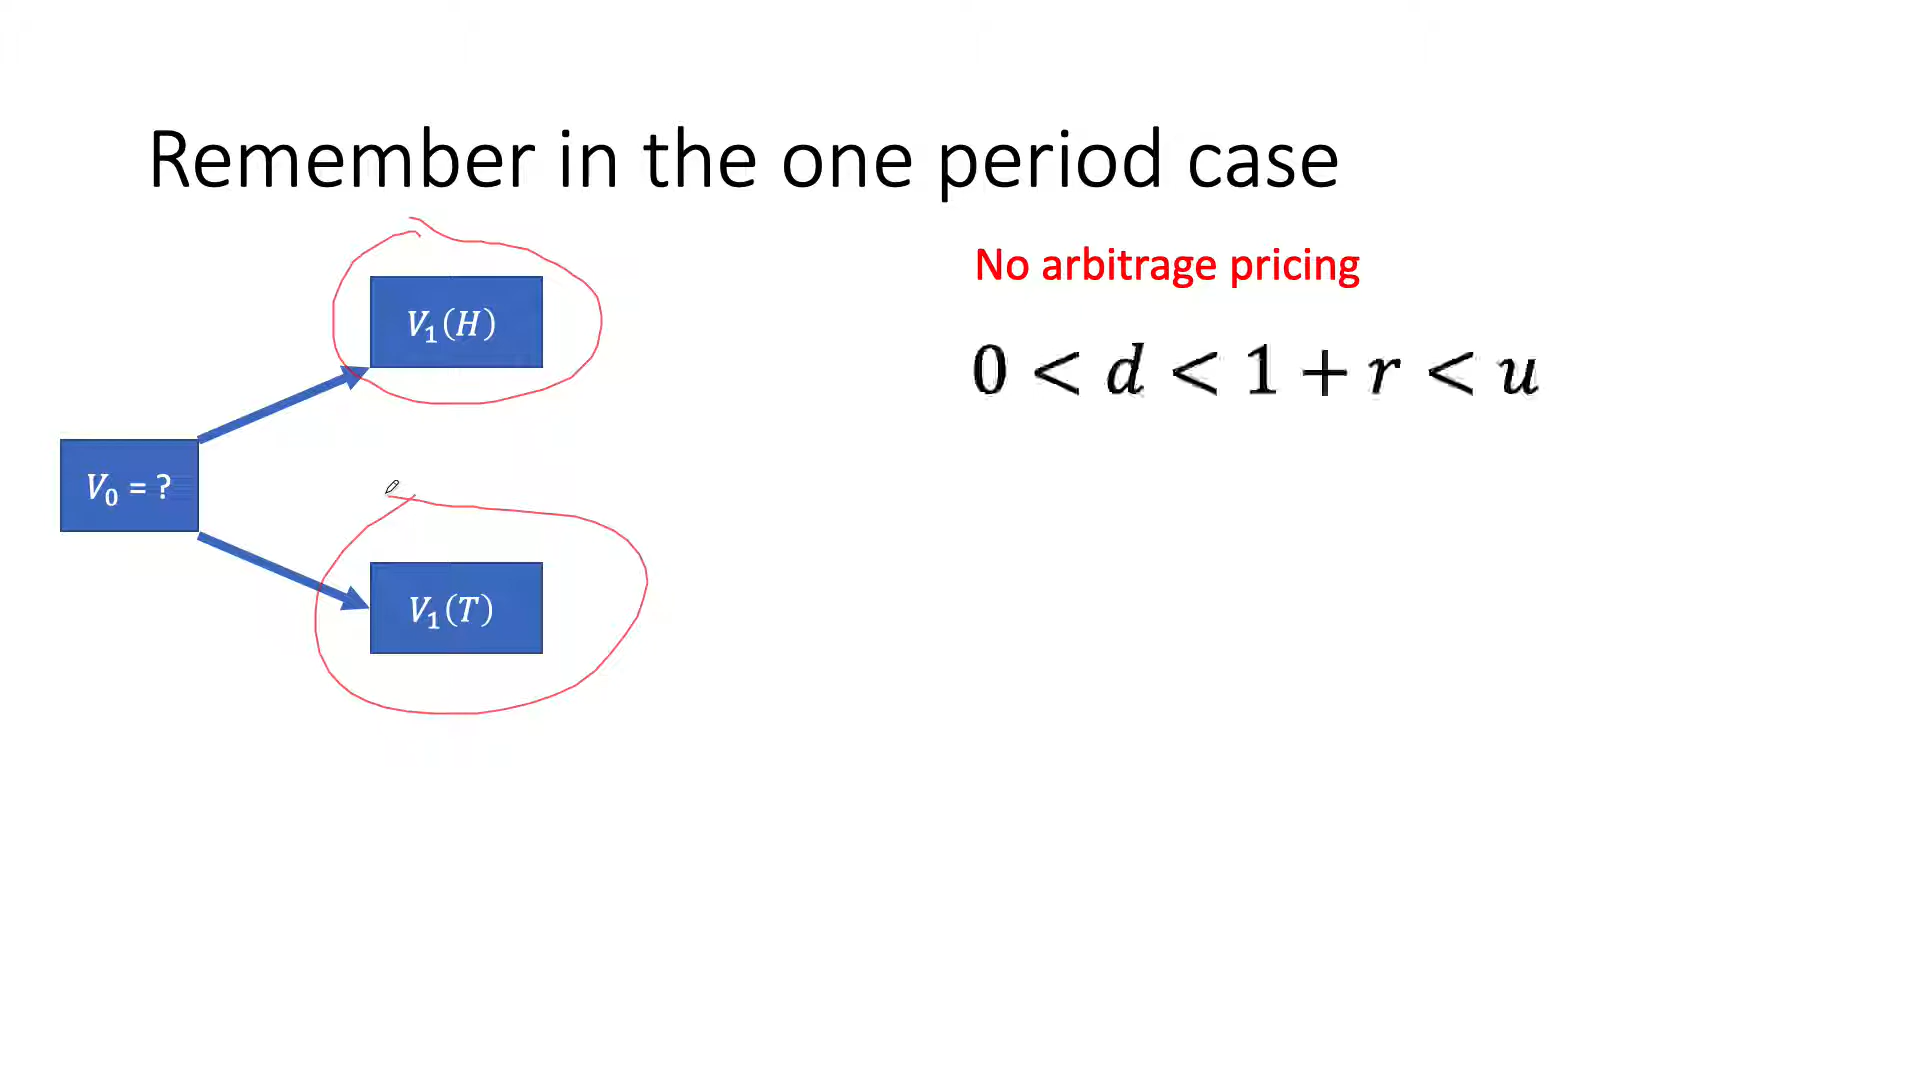 Remember in the one period case
No arbitrage pricing
0 < d < 1 + r < u
V₁(H)
V₀ = ?
V₁(T)